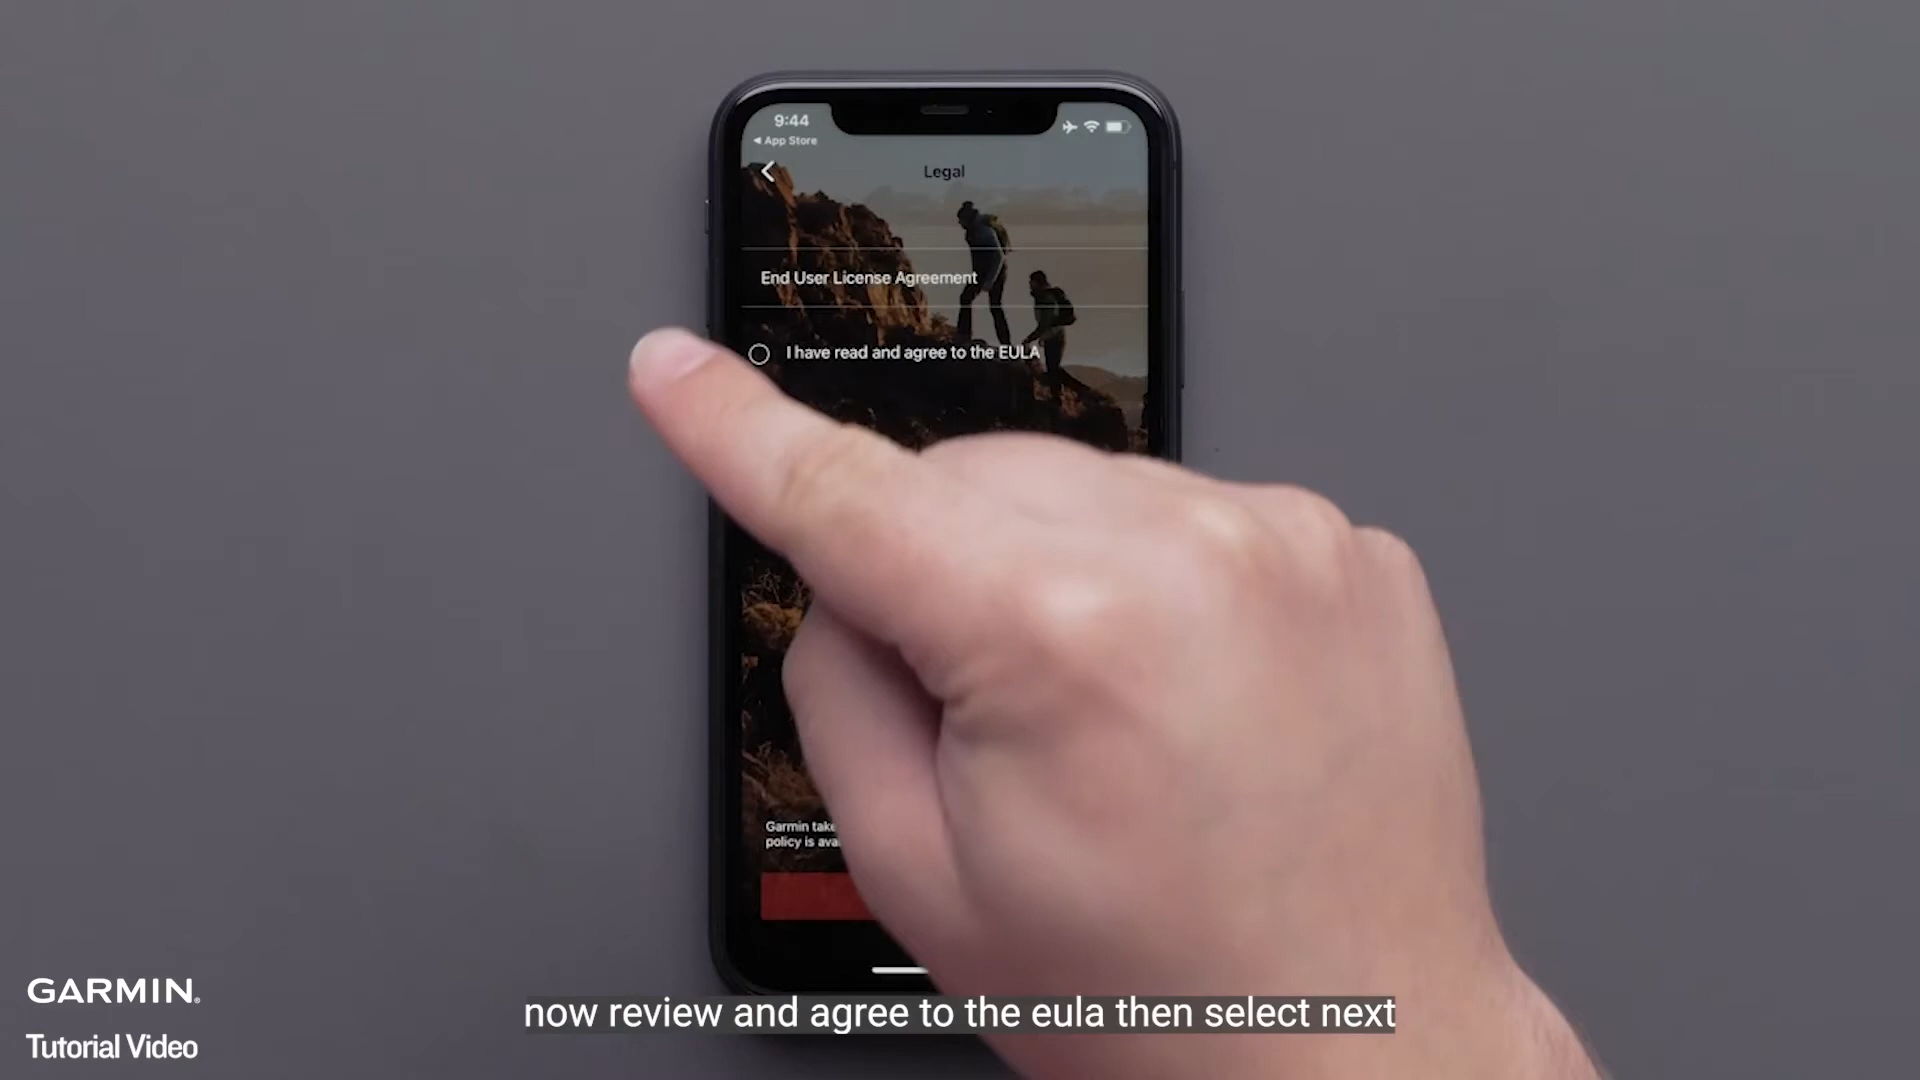 9:44
App Store
Legal
End User License Agreement
I have read and agree to the EULA
Garmin take
policy is
GARMIN
Tutorial Video
now review and agree to the eula then select next